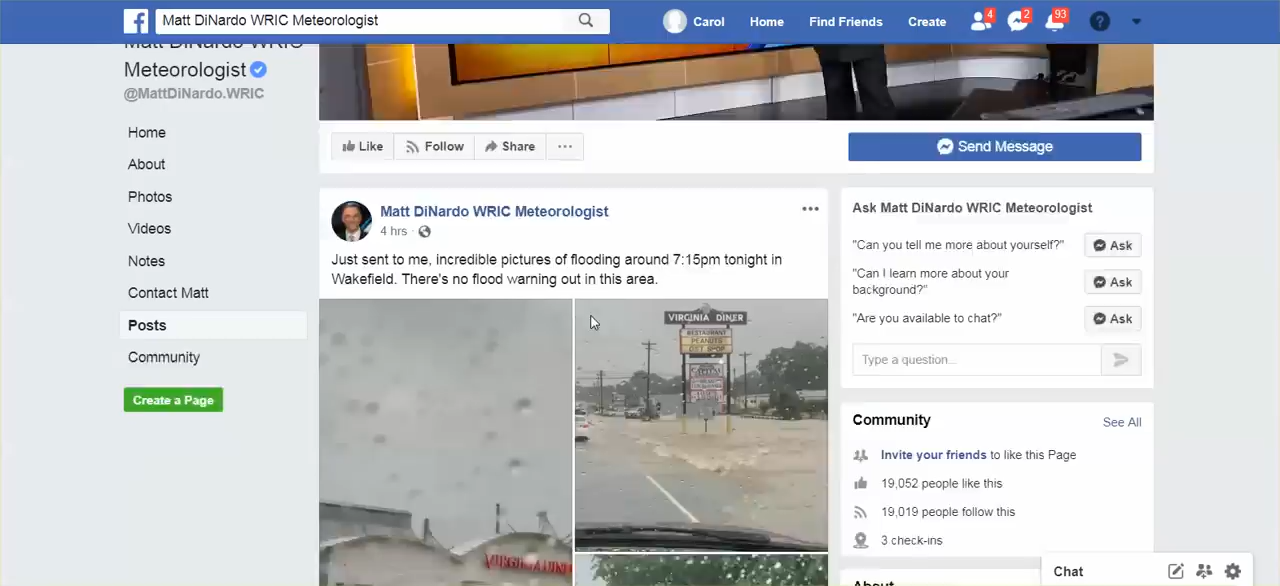 Matt DiNardo WRIC Meteorologist
Carol
Home
Find Friends
Create
4
2
93
?
Matt DiNardo WRIC
Meteorologist
@MattDiNardo.WRIC
Home
About
Photos
Videos
Notes
Contact Matt
Posts
Community
Create a Page
Like
Follow
Share
...
Send Message
Matt DiNardo WRIC Meteorologist
4 hrs ·
Just sent to me, incredible pictures of flooding around 7:15pm tonight in
Wakefield. There's no flood warning out in this area.
VIRGINIA DINER
RESTAURANT
PEANUTS
GIFT SHOP
Ask Matt DiNardo WRIC Meteorologist
"Can you tell me more about yourself?"
Ask
"Can I learn more about your
background?"
Ask
"Are you available to chat?"
Ask
Type a question...
Community
See All
Invite your friends to like this Page
19,052 people like this
19,019 people follow this
3 check-ins
About
Chat